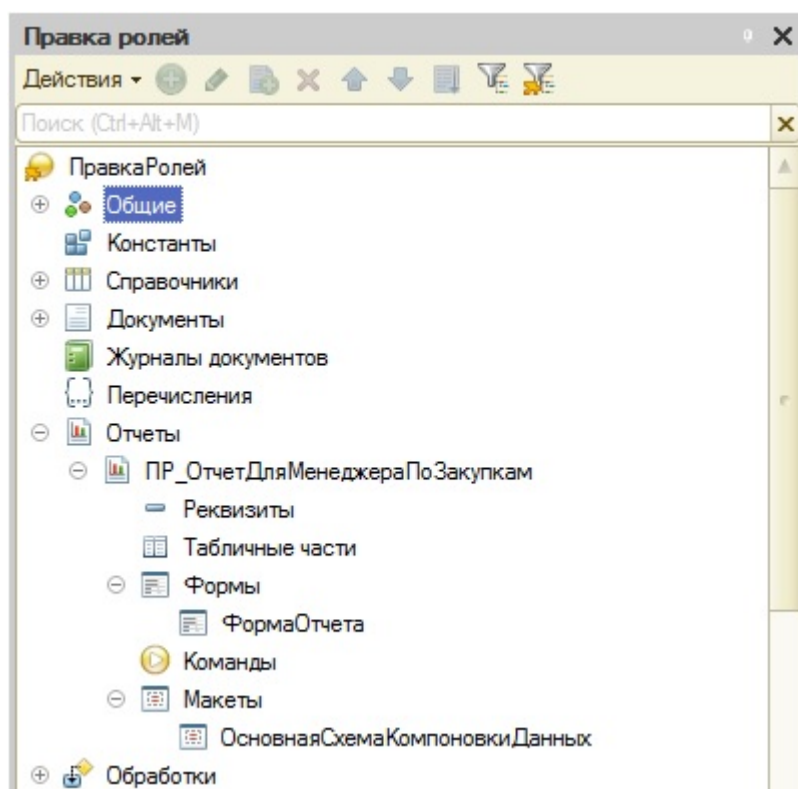 Правка ролей
Действия
Поиск (Ctrl+Alt+M)
ПравкаРолей
Общие
Константы
Справочники
Документы
Журналы документов
Перечисления
Отчеты
ПР_ОтчетДляМенеджераПоЗакупкам
Реквизиты
Табличные части
Формы
ФормаОтчета
Команды
Макеты
ОсновнаяСхемаКомпоновкиДанных
Обработки